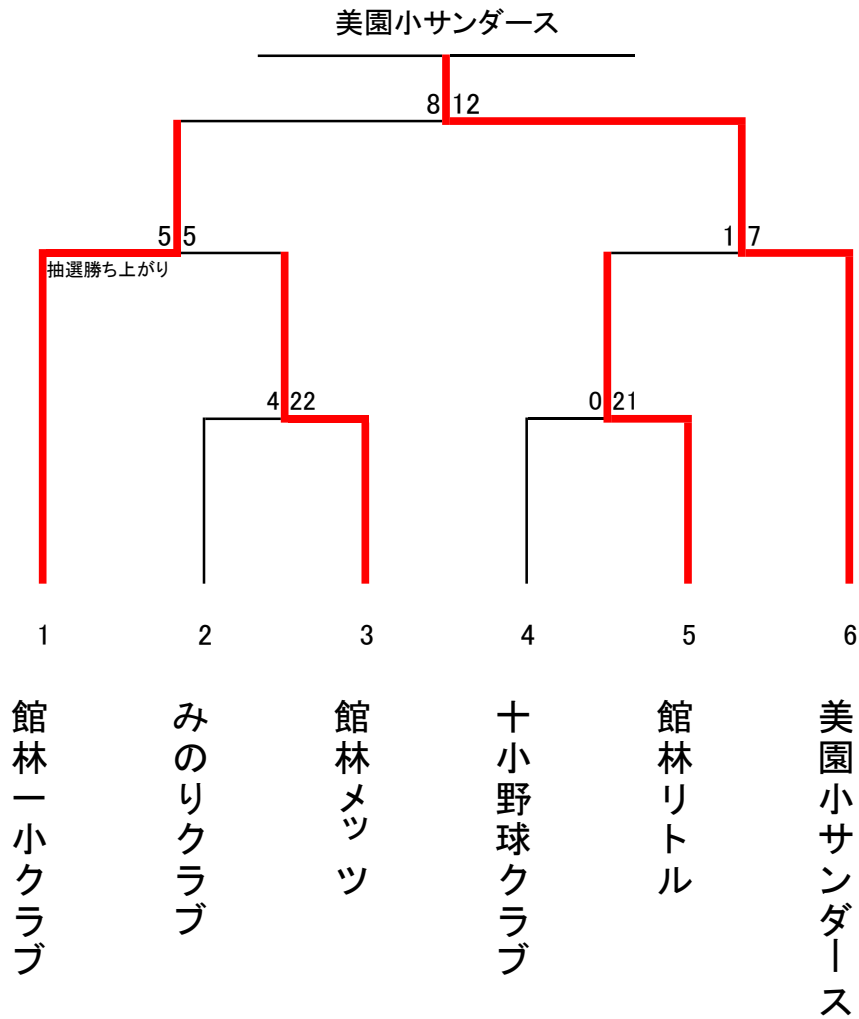 美園小サンダース
8 12
5 5
1 7
抽選勝ち上がり
4 22
0 21
1 2 3 4 5 6
館林一小クラブ
みのりクラブ
館林メッツ
十小野球クラブ
館林リトル
美園小サンダース